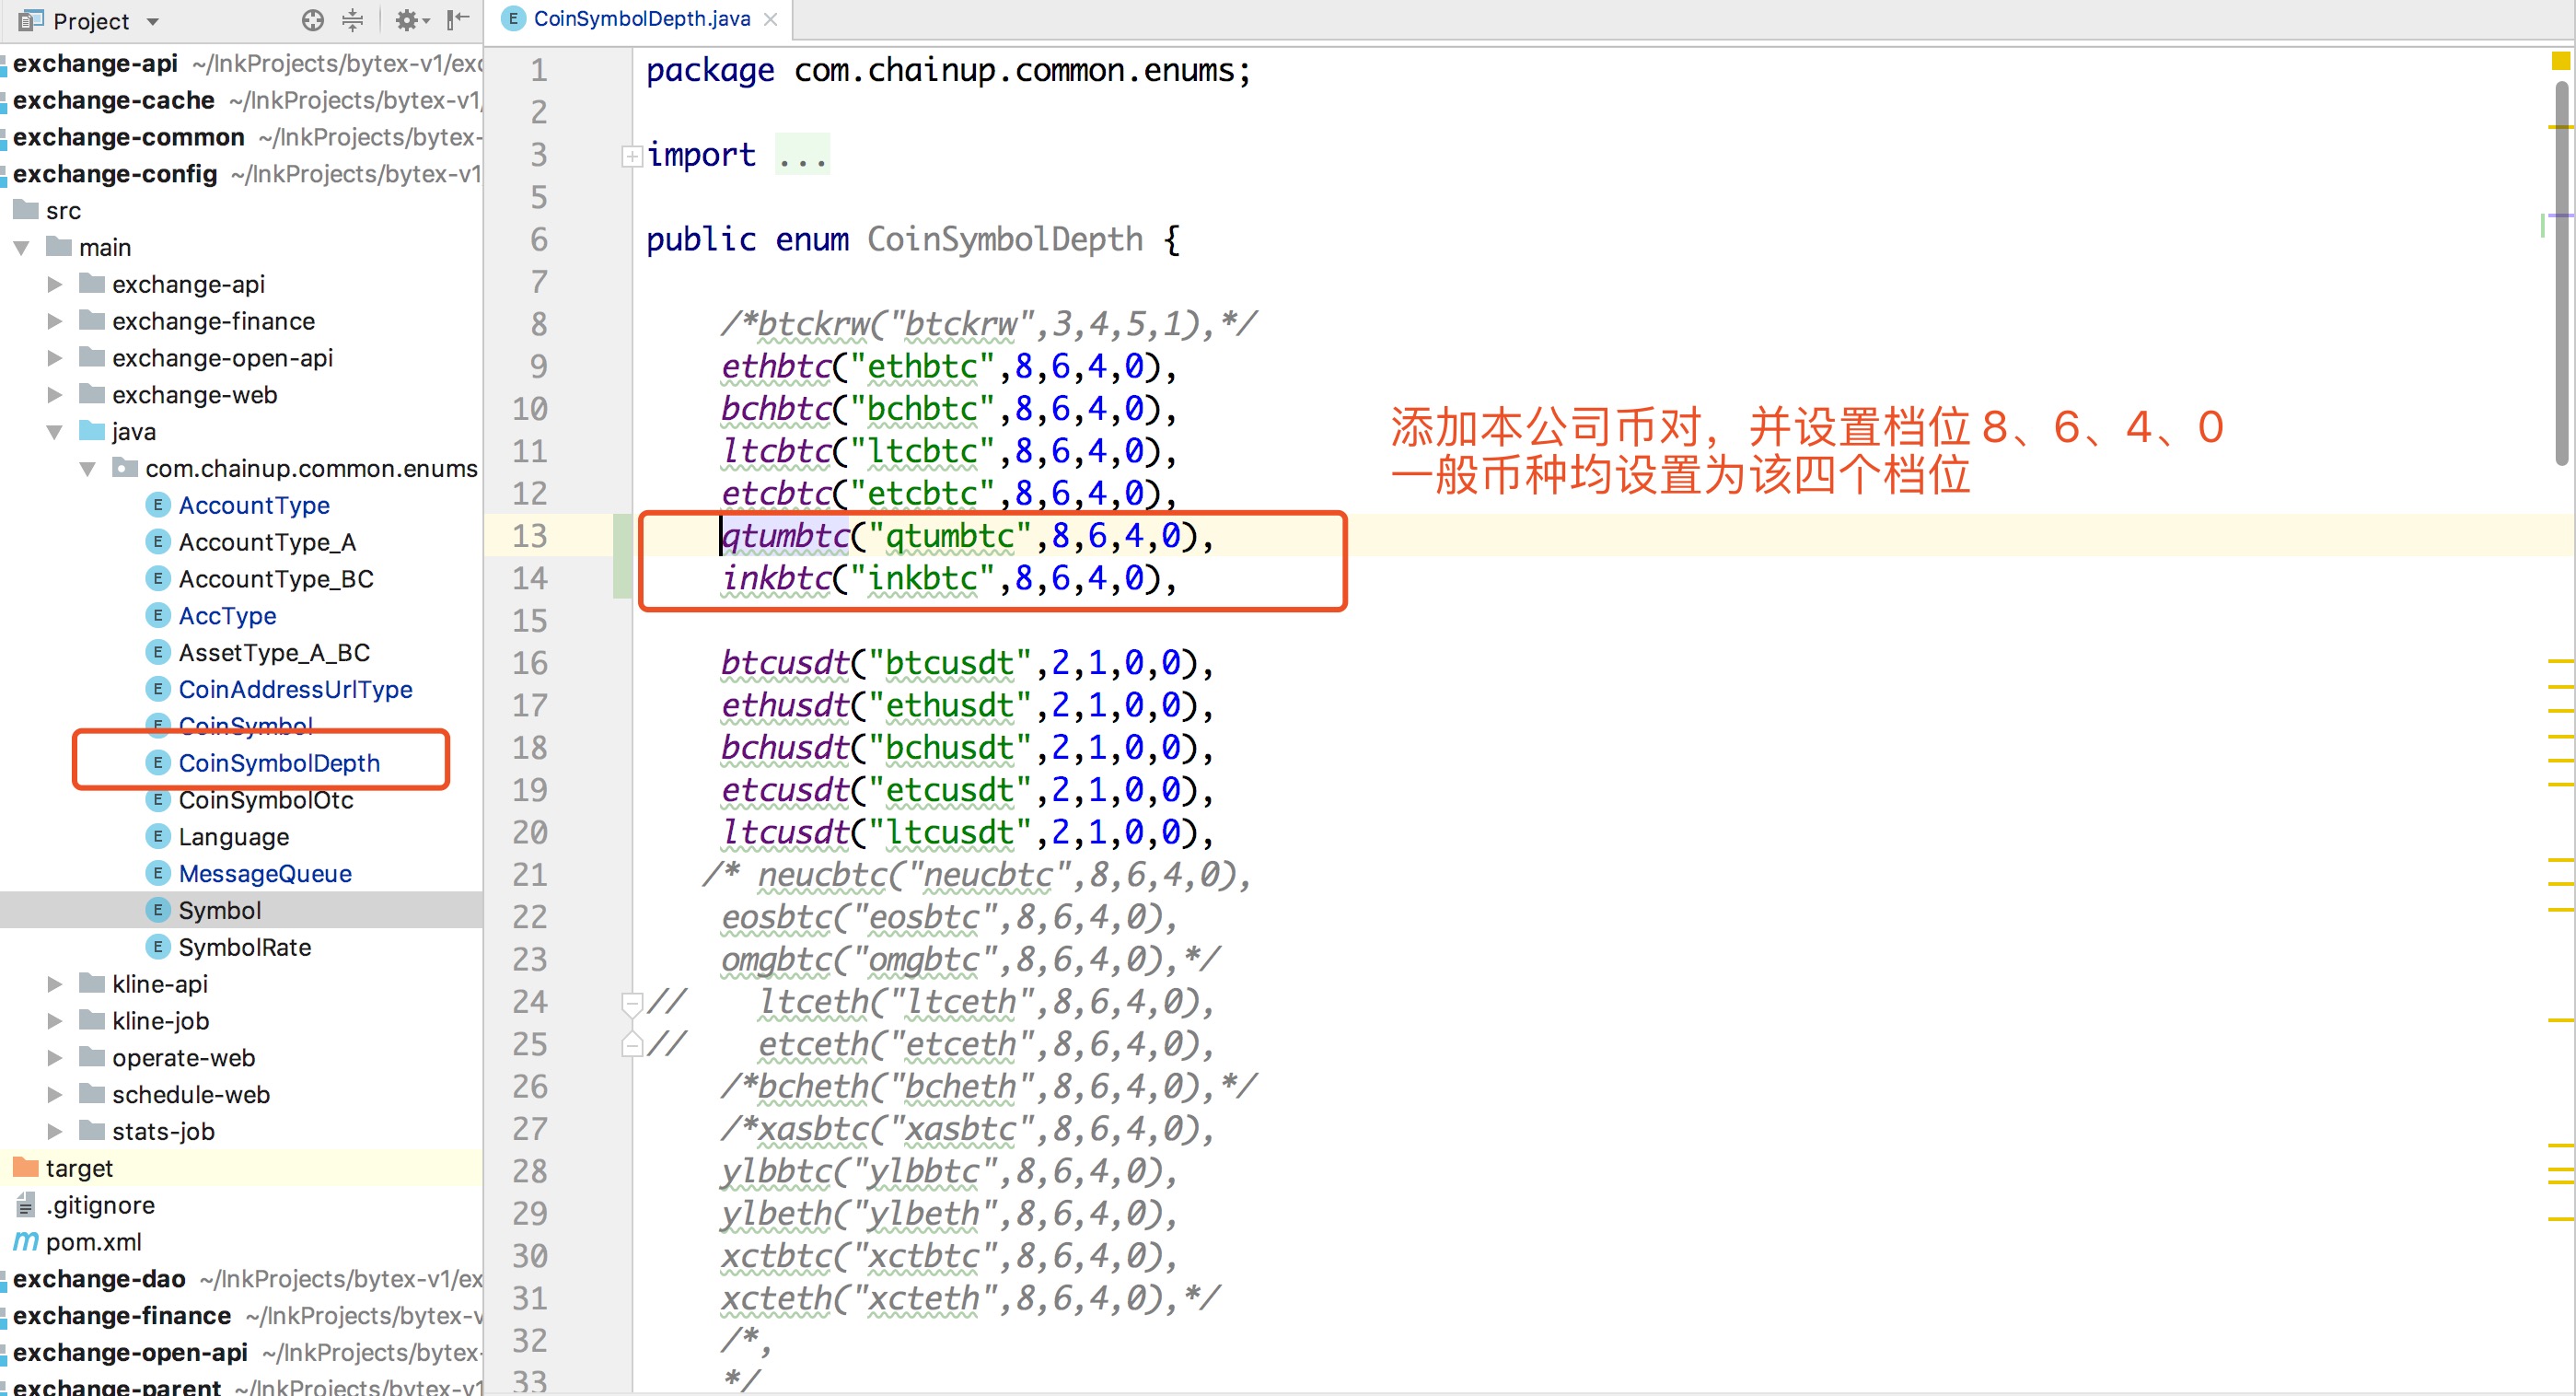 Project
exchange-api ~/InkProjects/bytex-v1/exc
exchange-cache ~/InkProjects/bytex-v1/
exchange-common ~/InkProjects/bytex-
exchange-config ~/InkProjects/bytex-v1
src
main
exchange-api
exchange-finance
exchange-open-api
exchange-web
java
com.chainup.common.enums
E AccountType
E AccountType_A
E AccountType_BC
E AccType
E AssetType_A_BC
E CoinAddressUrlType
E CoinSymbol
E CoinSymbolDepth
E CoinSymbolOtc
E Language
E MessageQueue
E Symbol
E SymbolRate
kline-api
kline-job
operate-web
schedule-web
stats-job
target
.gitignore
m pom.xml
exchange-dao ~/InkProjects/bytex-v1/ex
exchange-finance ~/InkProjects/bytex-v
exchange-open-api ~/InkProjects/bytex-
exchange-parent ~/InkProjects/bytex-v1
E CoinSymbolDepth.java
1 package com.chainup.common.enums;
2
3 import ...
5
6 public enum CoinSymbolDepth {
7
8 /*btckrw("btckrw",3,4,5,1),*/
9 ethbtc("ethbtc",8,6,4,0),
10 bchbtc("bchbtc",8,6,4,0),
11 ltcbtc("ltcbtc",8,6,4,0),
12 etcbtc("etcbtc",8,6,4,0),
13 qtumbtc("qtumbtc",8,6,4,0),
14 inkbtc("inkbtc",8,6,4,0),
15
16 btcusdt("btcusdt",2,1,0,0),
17 ethusdt("ethusdt",2,1,0,0),
18 bchusdt("bchusdt",2,1,0,0),
19 etcusdt("etcusdt",2,1,0,0),
20 ltcusdt("ltcusdt",2,1,0,0),
21 /* neucbtc("neucbtc",8,6,4,0),
22 eosbtc("eosbtc",8,6,4,0),
23 omgbtc("omgbtc",8,6,4,0),*/
24 // ltceth("ltceth",8,6,4,0),
25 // etceth("etceth",8,6,4,0),
26 /*bcheth("bcheth",8,6,4,0),*/
27 /*xasbtc("xasbtc",8,6,4,0),
28 ylbbtc("ylbbtc",8,6,4,0),
29 ylbeth("ylbeth",8,6,4,0),
30 xctbtc("xctbtc",8,6,4,0),
31 xcteth("xcteth",8,6,4,0),*/
32 /*,
33 */
添加本公司币对，并设置档位 8、6、4、0
一般币种均设置为该四个档位